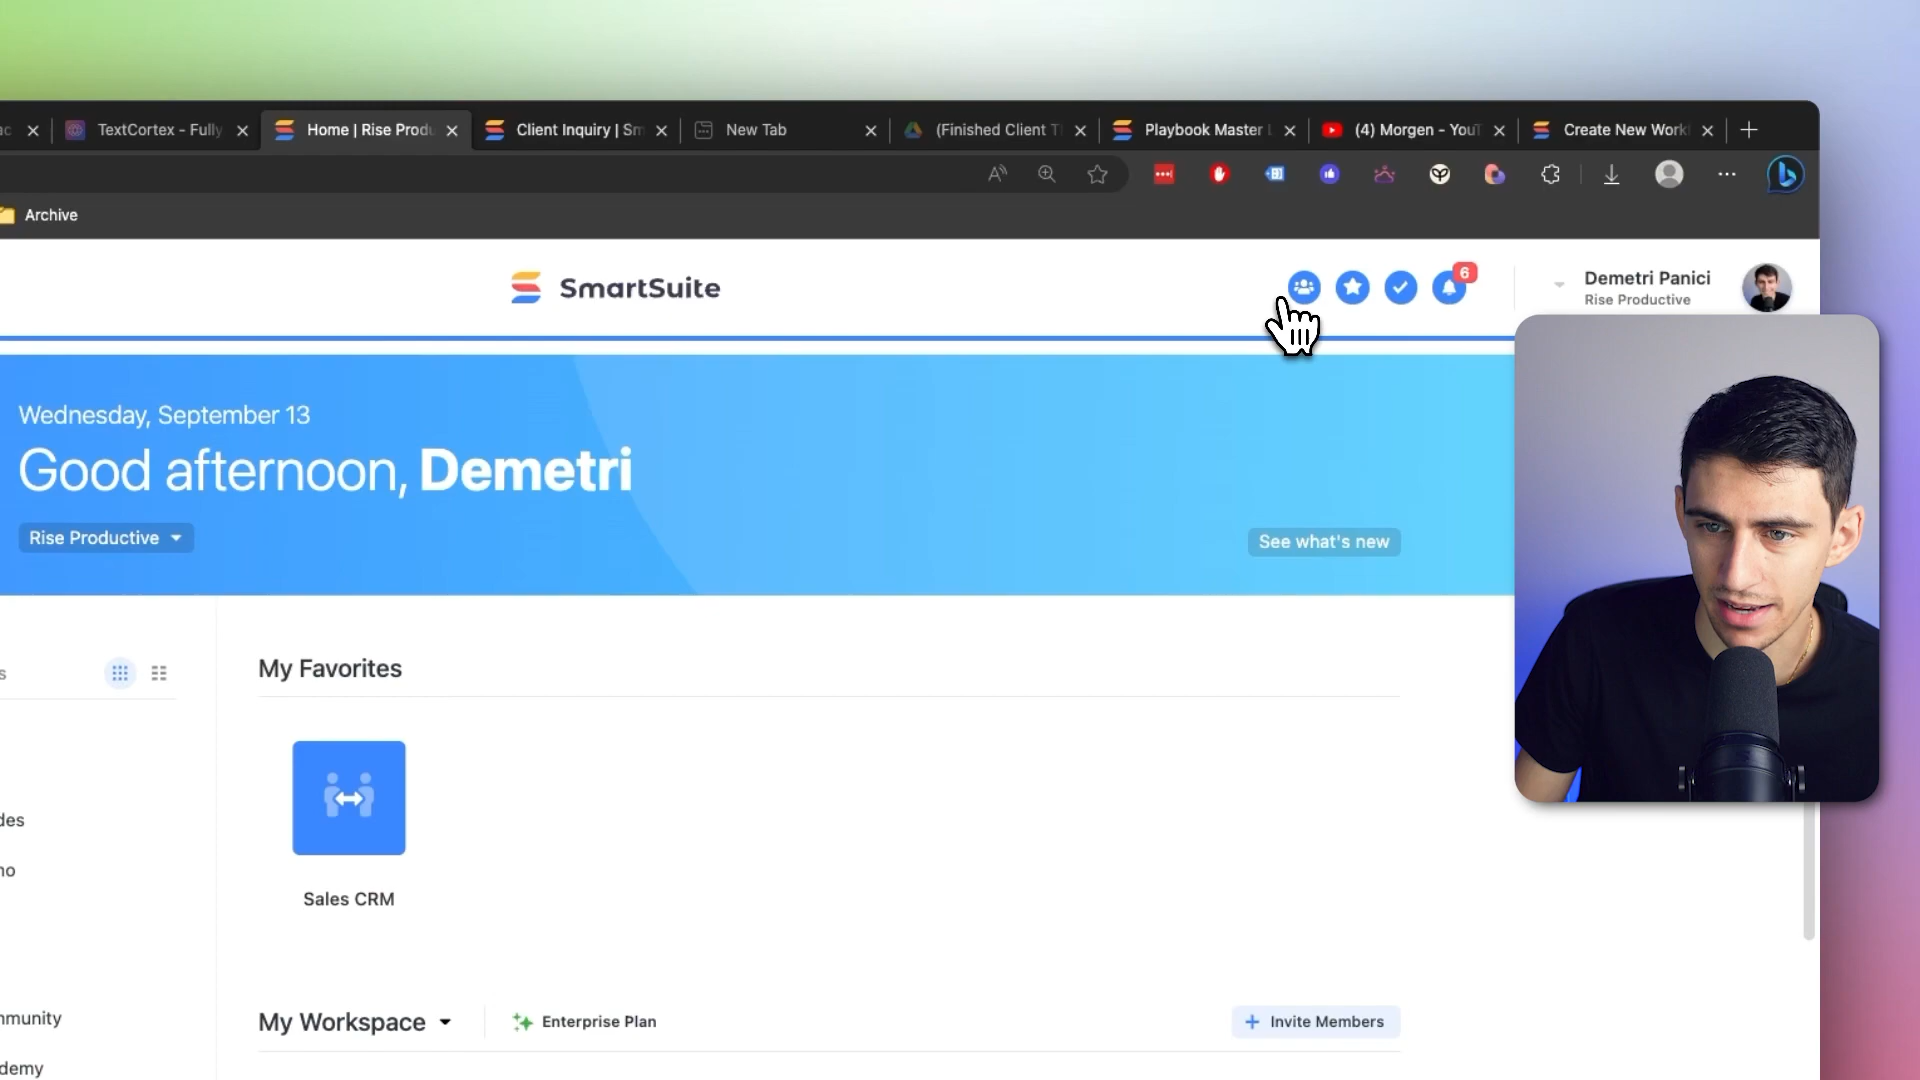 TextCortex - Fully
Home | Rise Produ
Client Inquiry | Sm
New Tab
(Finished Client T
Playbook Master
(4) Morgen - YouT
Create New Work
Archive
SmartSuite
6
Demetri Panici
Rise Productive
Wednesday, September 13
Good afternoon, Demetri
Rise Productive
See what's new
s
My Favorites
des
no
Sales CRM
mmunity
My Workspace
Enterprise Plan
+ Invite Members
demy